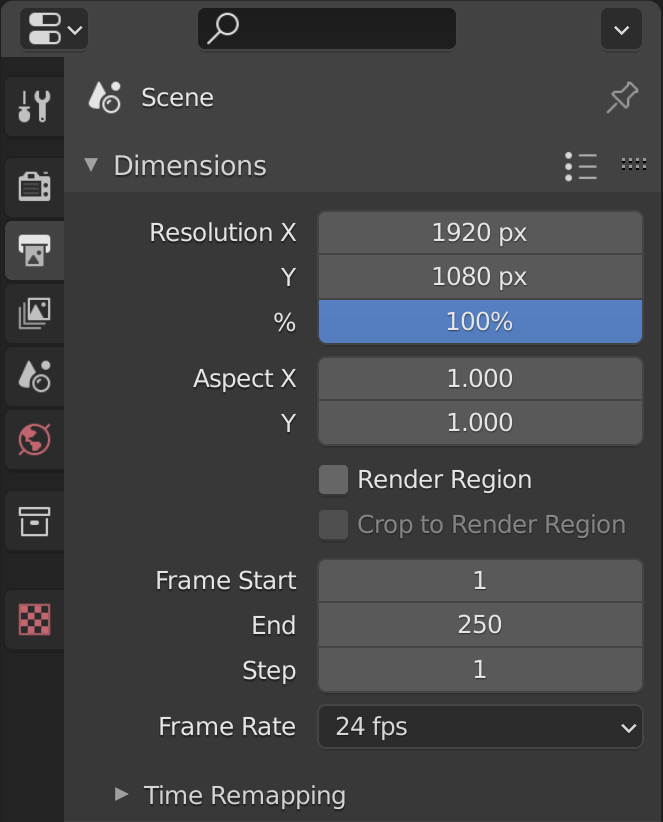 Scene
Dimensions
Resolution X 1920 px
Y 1080 px
% 100%
Aspect X 1.000
Y 1.000
Render Region
Crop to Render Region
Frame Start 1
End 250
Step 1
Frame Rate 24 fps
Time Remapping